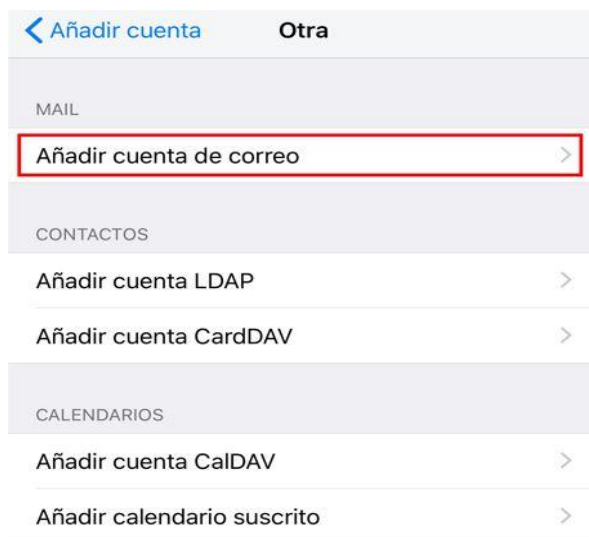 Añadir cuenta Otra
MAIL
Añadir cuenta de correo
CONTACTOS
Añadir cuenta LDAP
Añadir cuenta CardDAV
CALENDARIOS
Añadir cuenta CalDAV
Añadir calendario suscrito